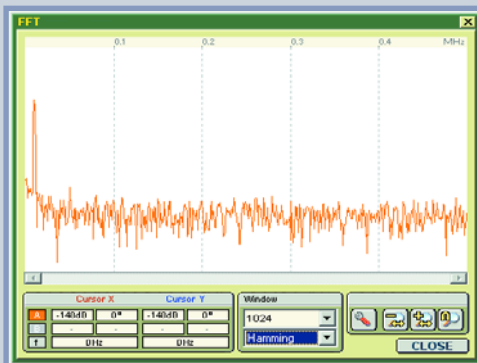 FFT
0.1 0.2 0.3 0.4 MHz
Cursor X Cursor Y Window
A -140dB 0° -140dB 0° 1024
- - - -
f 0Hz 0Hz Hamming
CLOSE